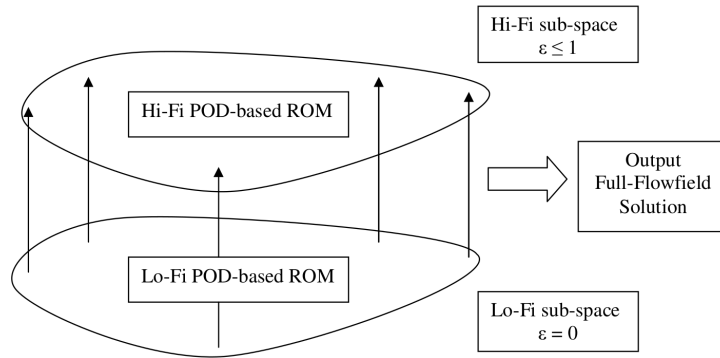 Hi-Fi sub-space
ε ≤ 1
Hi-Fi POD-based ROM
Output
Full-Flowfield
Solution
Lo-Fi POD-based ROM
Lo-Fi sub-space
ε = 0